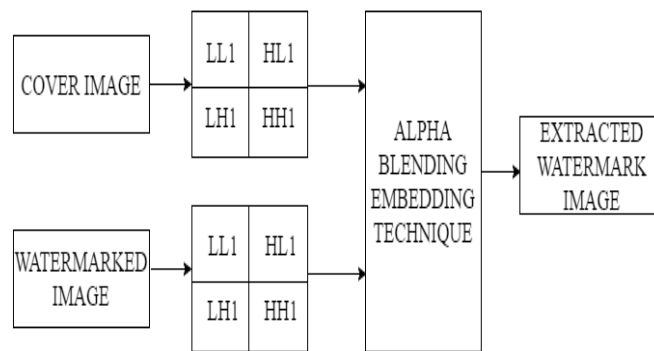 COVER IMAGE
LL1 HL1
LH1 HH1
WATERMARKED
IMAGE
LL1 HL1
LH1 HH1
ALPHA
BLENDING
EMBEDDING
TECHNIQUE
EXTRACTED
WATERMARK
IMAGE